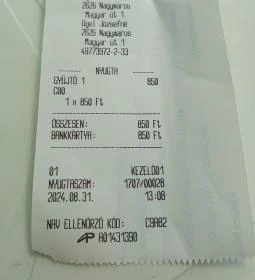 2626 Nagymaros
Magyar út 1
Ögel Józsefné
2626 Nagymaros
Magyar út 1
49773972-2-33
NYUGTA
GYŰJTŐ 1 850
C00
1 x 850 Ft
ÖSSZESEN: 850 Ft
BANKKÁRTYA: 850 Ft
01 KEZELŐ01
NYUGTASZÁM: 1707/00028
2024.08.31. 13:08
NAV ELLENŐRZŐ KÓD: C9A82
AP A01431390